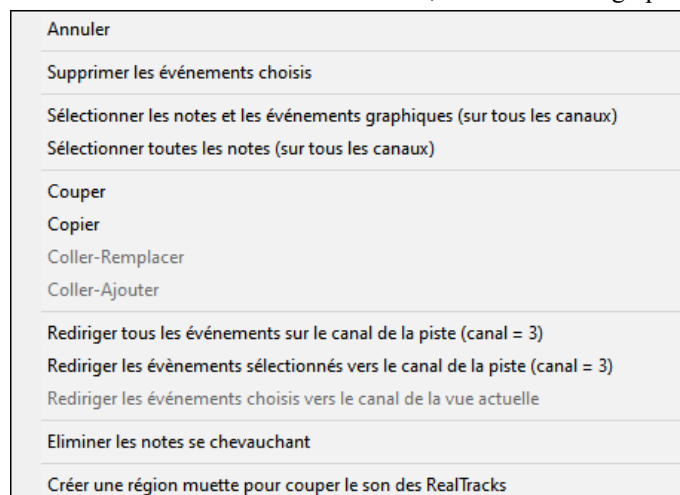 Annuler
Supprimer les événements choisis
Sélectionner les notes et les événements graphiques (sur tous les canaux)
Sélectionner toutes les notes (sur tous les canaux)
Couper
Copier
Coller-Remplacer
Coller-Ajouter
Rediriger tous les événements sur le canal de la piste (canal = 3)
Rediriger les évènements sélectionnés vers le canal de la piste (canal = 3)
Rediriger les événements choisis vers le canal de la vue actuelle
Eliminer les notes se chevauchant
Créer une région muette pour couper le son des RealTracks